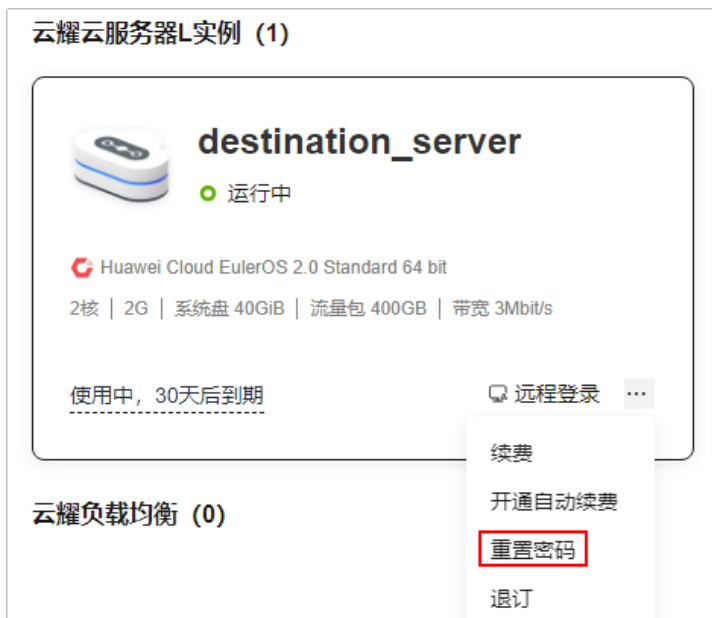 云耀云服务器L实例（1）
destination_server
运行中
Huawei Cloud EulerOS 2.0 Standard 64 bit
2核 | 2G | 系统盘 40GiB | 流量包 400GB | 带宽 3Mbit/s
使用中，30天后到期 远程登录 ···
续费
开通自动续费
重置密码
退订
云耀负载均衡（0）